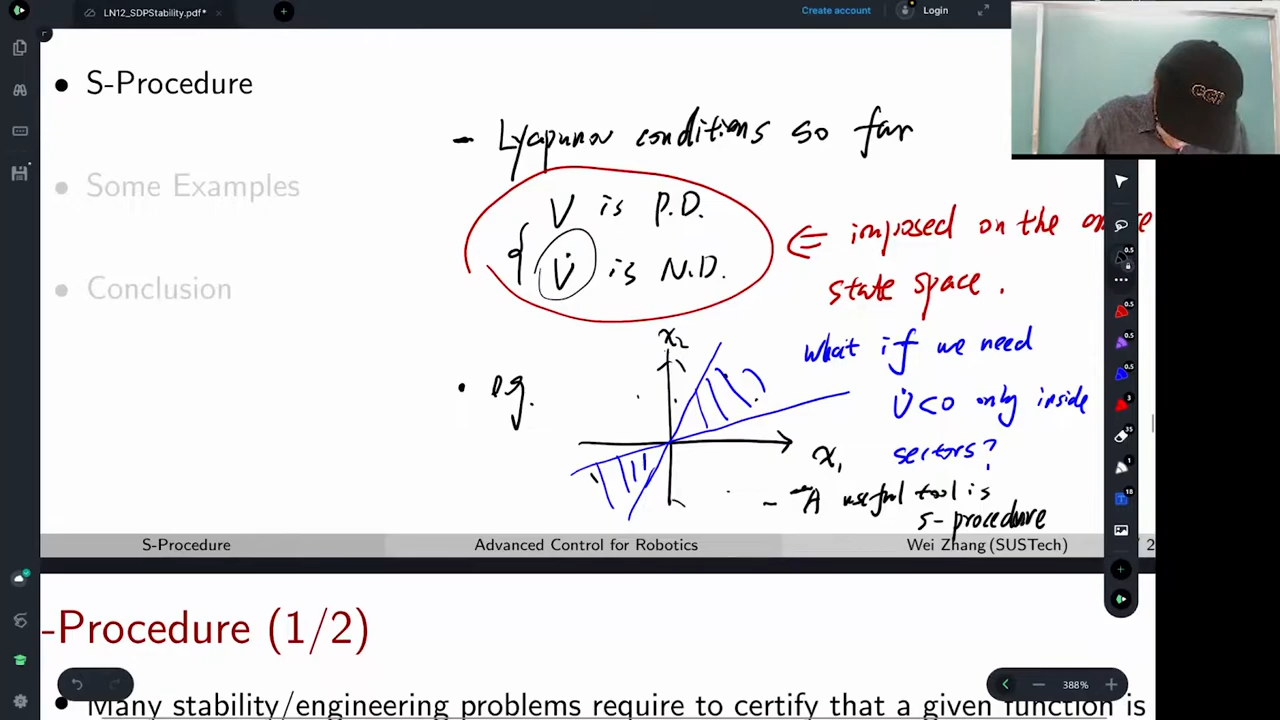 LN12_SDPStability.pdf*
Create account
Login
• S-Procedure
- Lyapunov conditions so far
• Some Examples
V is P.D.
V̇ is N.D.
⇐ imposed on the
state space.
• Conclusion
x2
what if we need
• e.g.
V̇<0 only inside
sectors?
x1
- A useful tool is
S-procedure
S-Procedure
Advanced Control for Robotics
Wei Zhang (SUSTech)
2
-Procedure (1/2)
388%
• Many stability/engineering problems require to certify that a given function is